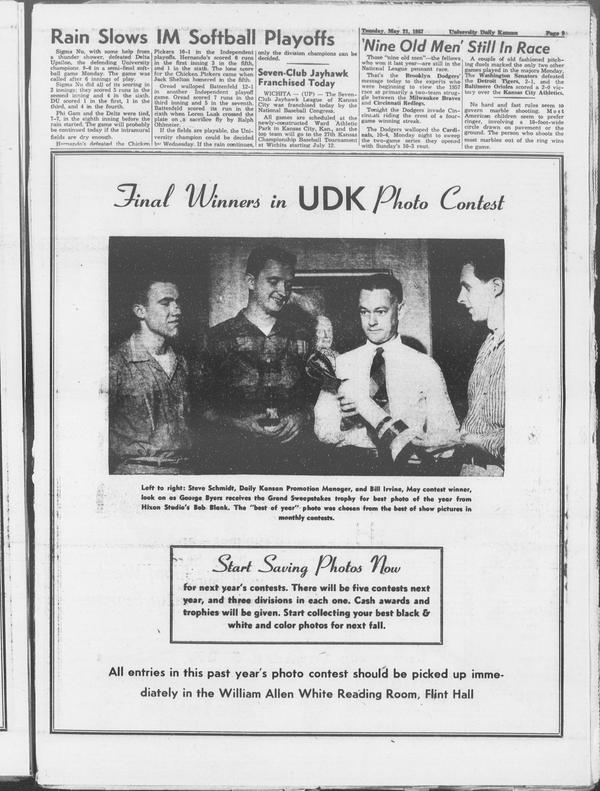 Tuesday, May 21, 1957 University Daily Kansan Page 9
Rain Slows IM Softball Playoffs
Sigma Nu, with some help from
a thunder shower, defeated Delta
Upsilon, the defending University
champions 8-6 in a semi-final soft-
ball game Monday. The game was
called after 6 innings of play.
Sigma Nu did all of its scoring in
2 innings; they scored 5 runs in the
second inning and 4 in the sixth.
DU scored 1 in the first, 1 in the
third, and 4 in the fourth.
Phi Gam and the Delts were tied,
7-7, in the eighth inning before the
rain started. The game will probably
be continued today if the intramural
fields are dry enough.
Hernando's defeated the Chicken
Pickers 10-1 in the Independent
playoffs. Hernando's scored 6 runs
in the first inning 3 in the fifth,
and 1 in the sixth. The lone score
for the Chicken Pickers came when
Jack Shelton homered in the fifth.
Oread walloped Battenfeld 12-1
in another Independent playoff
game. Oread scored 7 runs in the
third inning and 5 in the seventh.
Battenfeld scored its run in the
sixth when Loren Lusk crossed the
plate on a sacrifice fly by Ralph
Ohlmeier.
If the fields are playable, the Uni-
versity champion could be decided
by Wednesday. If the rain continues,
only the division champions can be
decided.
Seven-Club Jayhawk
Franchised Today
WICHITA — (UP) — The Seven-
Club Jayhawk League of Kansas
City was franchised today by the
National Baseball Congress.
All games are scheduled at the
newly-constructed Ward Athletic
Park in Kansas City, Kan., and the
top team will go to the 27th Kansas
Championship Baseball Tournament
at Wichita starting July 12.
'Nine Old Men' Still In Race
Those "nine old men"—the fellows
who won it last year—are still in the
National League pennant race.
That's the Brooklyn Dodgers'
message today to the experts who
were beginning to view the 1957
race as primarily a two-team strug-
gle between the Milwaukee Braves
and Cincinnati Redlegs.
Tonight the Dodgers invade Cin-
cinnati riding the crest of a four-
game winning streak.
The Dodgers walloped the Cardi-
nals, 10-4, Monday night to sweep
the two-game series they opened
with Sunday's 10-3 rout.
A couple of old fashioned pitch-
ing duels marked the only two other
games played in the majors Monday.
The Washington Senators defeated
the Detroit Tigers, 2-1, and the
Baltimore Orioles scored a 2-0 vic-
tory over the Kansas City Athletics.
No hard and fast rules seem to
govern marble shooting. Most
American children seem to prefer
ringer, involving a 10-foot-wide
circle drawn on pavement or the
ground. The person who shoots the
most marbles out of the ring wins
the game.
Final Winners in UDK Photo Contest
Left to right: Steve Schmidt, Daily Kansan Promotion Manager, and Bill Irvine, May contest winner,
look on as George Byers receives the Grand Sweepstakes trophy for best photo of the year from
Hixon Studio's Bob Blank. The "best of year" photo was chosen from the best of show pictures in
monthly contests.
Start Saving Photos Now
for next year's contests. There will be five contests next
year, and three divisions in each one. Cash awards and
trophies will be given. Start collecting your best black &
white and color photos for next fall.
All entries in this past year's photo contest should be picked up imme-
diately in the William Allen White Reading Room, Flint Hall